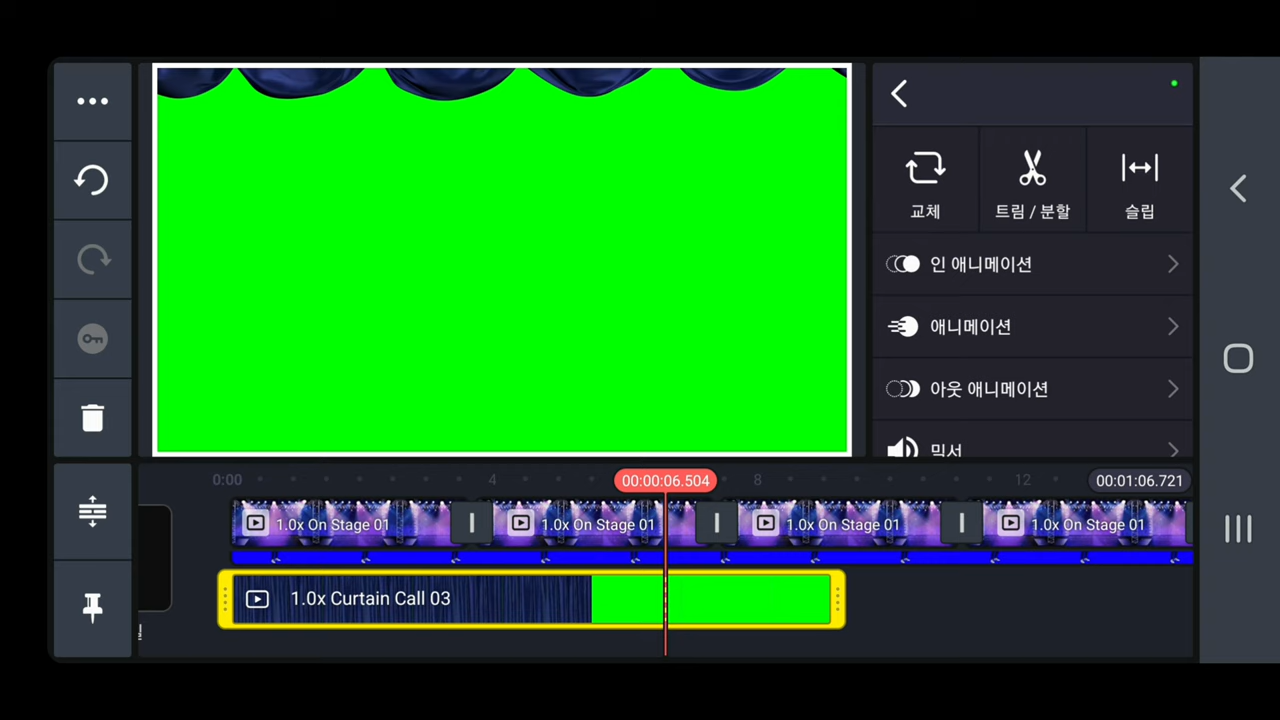 교체
트림 / 분할
슬립
인 애니메이션
애니메이션
아웃 애니메이션
믹서
0:00
4
00:00:06.504
8
12
00:01:06.721
1.0x On Stage 01
1.0x On Stage 01
1.0x On Stage 01
1.0x On Stage 01
1.0x Curtain Call 03